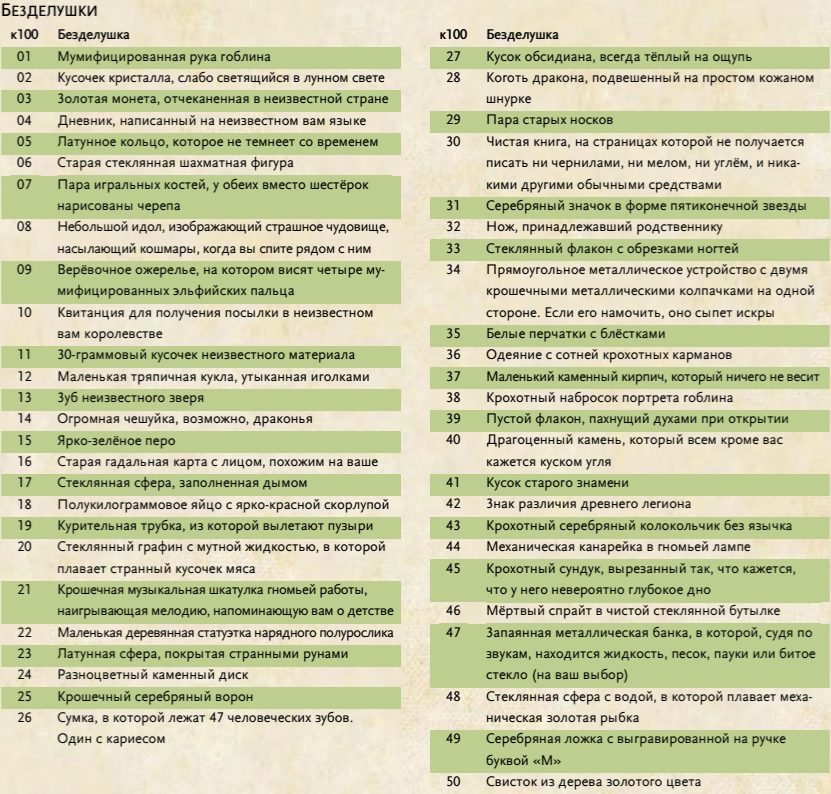 Безделушки
к100 Безделушка
01 Мумифицированная рука гоблина
02 Кусочек кристалла, слабо светящийся в лунном свете
03 Золотая монета, отчеканенная в неизвестной стране
04 Дневник, написанный на неизвестном вам языке
05 Латунное кольцо, которое не темнеет со временем
06 Старая стеклянная шахматная фигура
07 Пара игральных костей, у обеих вместо шестёрок
нарисованы черепа
08 Небольшой идол, изображающий страшное чудовище,
насылающий кошмары, когда вы спите рядом с ним
09 Верёвочное ожерелье, на котором висят четыре му-
мифицированных эльфийских пальца
10 Квитанция для получения посылки в неизвестном
вам королевстве
11 30-граммовый кусочек неизвестного материала
12 Маленькая тряпичная кукла, утыканная иголками
13 Зуб неизвестного зверя
14 Огромная чешуйка, возможно, драконья
15 Ярко-зелёное перо
16 Старая гадальная карта с лицом, похожим на ваше
17 Стеклянная сфера, заполненная дымом
18 Полукилограммовое яйцо с ярко-красной скорлупой
19 Курительная трубка, из которой вылетают пузыри
20 Стеклянный графин с мутной жидкостью, в которой
плавает странный кусочек мяса
21 Крошечная музыкальная шкатулка гномьей работы,
наигрывающая мелодию, напоминающую вам о детстве
22 Маленькая деревянная статуэтка нарядного полурослика
23 Латунная сфера, покрытая странными рунами
24 Разноцветный каменный диск
25 Крошечный серебряный ворон
26 Сумка, в которой лежат 47 человеческих зубов.
Один с кариесом
к100 Безделушка
27 Кусок обсидиана, всегда тёплый на ощупь
28 Коготь дракона, подвешенный на простом кожаном
шнурке
29 Пара старых носков
30 Чистая книга, на страницах которой не получается
писать ни чернилами, ни мелом, ни углём, и ника-
кими другими обычными средствами
31 Серебряный значок в форме пятиконечной звезды
32 Нож, принадлежавший родственнику
33 Стеклянный флакон с обрезками ногтей
34 Прямоугольное металлическое устройство с двумя
крошечными металлическими колпачками на одной
стороне. Если его намочить, оно сыпет искры
35 Белые перчатки с блёстками
36 Одеяние с сотней крохотных карманов
37 Маленький каменный кирпич, который ничего не весит
38 Крохотный набросок портрета гоблина
39 Пустой флакон, пахнущий духами при открытии
40 Драгоценный камень, который всем кроме вас
кажется куском угля
41 Кусок старого знамени
42 Знак различия древнего легиона
43 Крохотный серебряный колокольчик без язычка
44 Механическая канарейка в гномьей лампе
45 Крохотный сундук, вырезанный так, что кажется,
что у него невероятно глубокое дно
46 Мёртвый спрайт в чистой стеклянной бутылке
47 Запаянная металлическая банка, в которой, судя по
звукам, находится жидкость, песок, пауки или битое
стекло (на ваш выбор)
48 Стеклянная сфера с водой, в которой плавает меха-
ническая золотая рыбка
49 Серебряная ложка с выгравированной на ручке
буквой «М»
50 Свисток из дерева золотого цвета